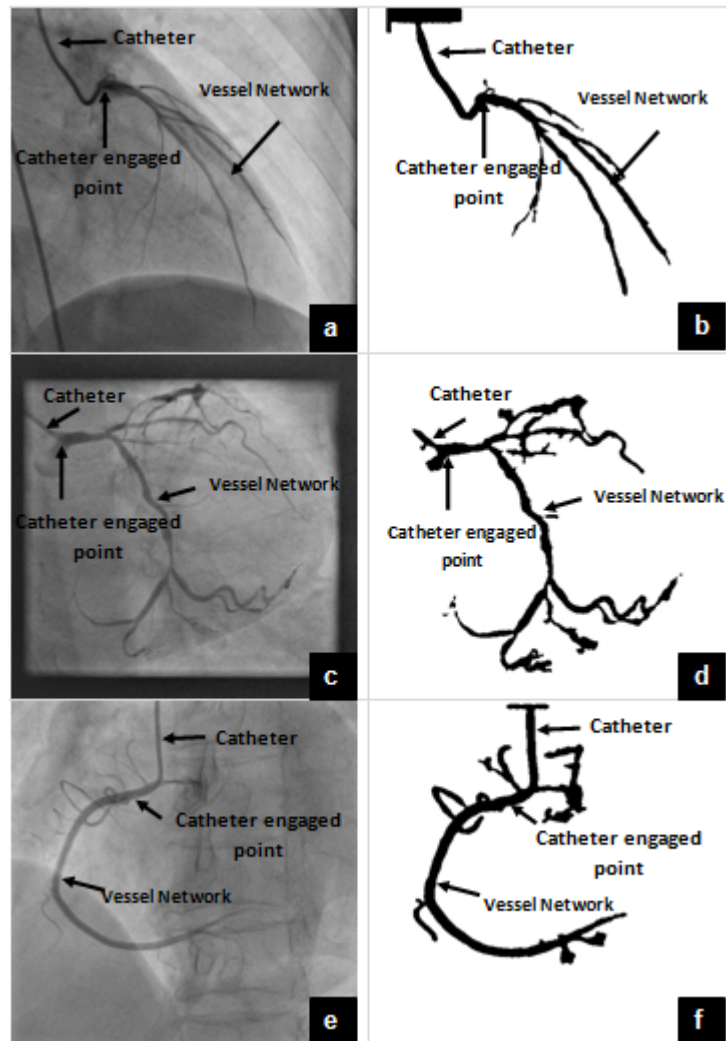 Catheter
Vessel Network
Catheter engaged
point
a
Catheter
Vessel Network
Catheter engaged
point
b
Catheter
Vessel Network
Catheter engaged
point
c
Catheter
Vessel Network
Catheter engaged
point
d
Catheter
Catheter engaged
point
Vessel Network
e
Catheter
Catheter engaged
point
Vessel Network
f